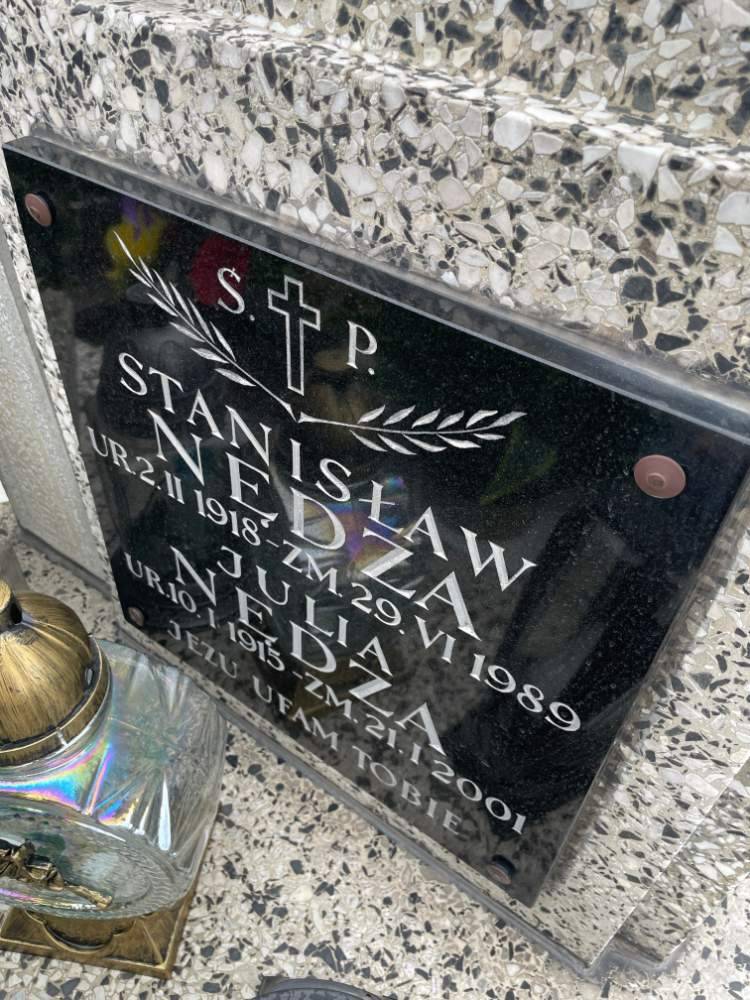 Ś. P.
STANISŁAW
NĘDZA
UR. 2. II 1918 - ZM. 29. VI 1989
JULIA
NĘDZA
UR. 10. I 1915 - ZM. 21. I 2001
JEZU UFAM TOBIE